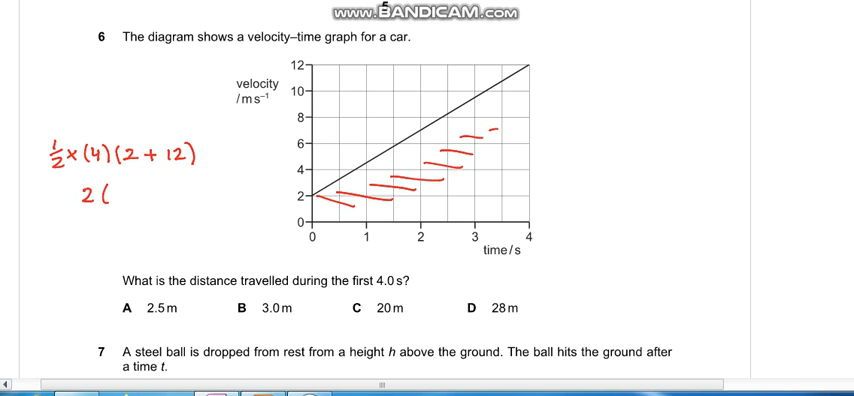 5
www.BANDICAM.com
6 The diagram shows a velocity–time graph for a car.
velocity
/ m s⁻¹
12
10
8
6
4
2
0
0 1 2 3 4
time / s
½ × (4) (2 + 12)
2 (
What is the distance travelled during the first 4.0 s?
A 2.5 m B 3.0 m C 20 m D 28 m
7 A steel ball is dropped from rest from a height h above the ground. The ball hits the ground after
a time t.